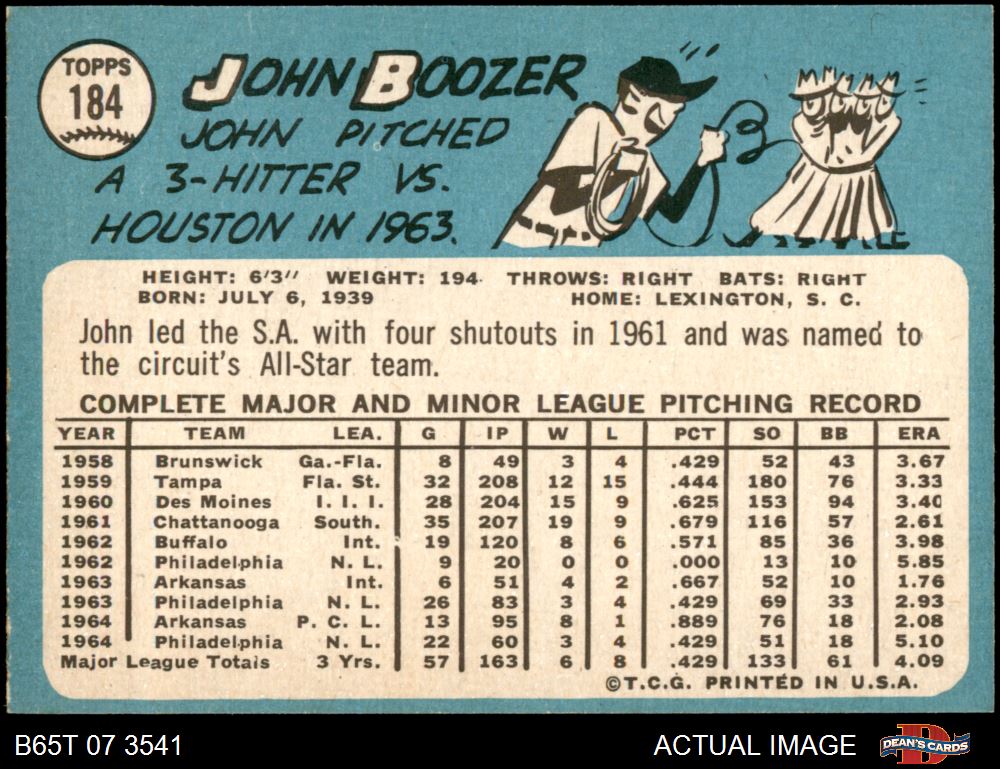 TOPPS
184
JOHN BOOZER
JOHN PITCHED
A 3-HITTER VS.
HOUSTON IN 1963.
HEIGHT: 6'3" WEIGHT: 194 THROWS: RIGHT BATS: RIGHT
BORN: JULY 6, 1939 HOME: LEXINGTON, S. C.
John led the S.A. with four shutouts in 1961 and was named to
the circuit's All-Star team.
COMPLETE MAJOR AND MINOR LEAGUE PITCHING RECORD
YEAR TEAM LEA. G IP W L PCT SO BB ERA
1958 Brunswick Ga.-Fla. 8 49 3 4 .429 52 43 3.67
1959 Tampa Fla. St. 32 208 12 15 .444 180 76 3.33
1960 Des Moines I. I. I. 28 204 15 9 .625 153 94 3.40
1961 Chattanooga South. 35 207 19 9 .679 116 57 2.61
1962 Buffalo Int. 19 120 8 6 .571 85 36 3.98
1962 Philadelphia N. L. 9 20 0 0 .000 13 10 5.85
1963 Arkansas Int. 6 51 4 2 .667 52 10 1.76
1963 Philadelphia N. L. 26 83 3 4 .429 69 33 2.93
1964 Arkansas P. C. L. 13 95 8 1 .889 76 18 2.08
1964 Philadelphia N. L. 22 60 3 4 .429 51 18 5.10
Major League Totals 3 Yrs. 57 163 6 8 .429 133 61 4.09
©T.C.G. PRINTED IN U.S.A.
B65T 07 3541 ACTUAL IMAGE DEAN'S CARDS